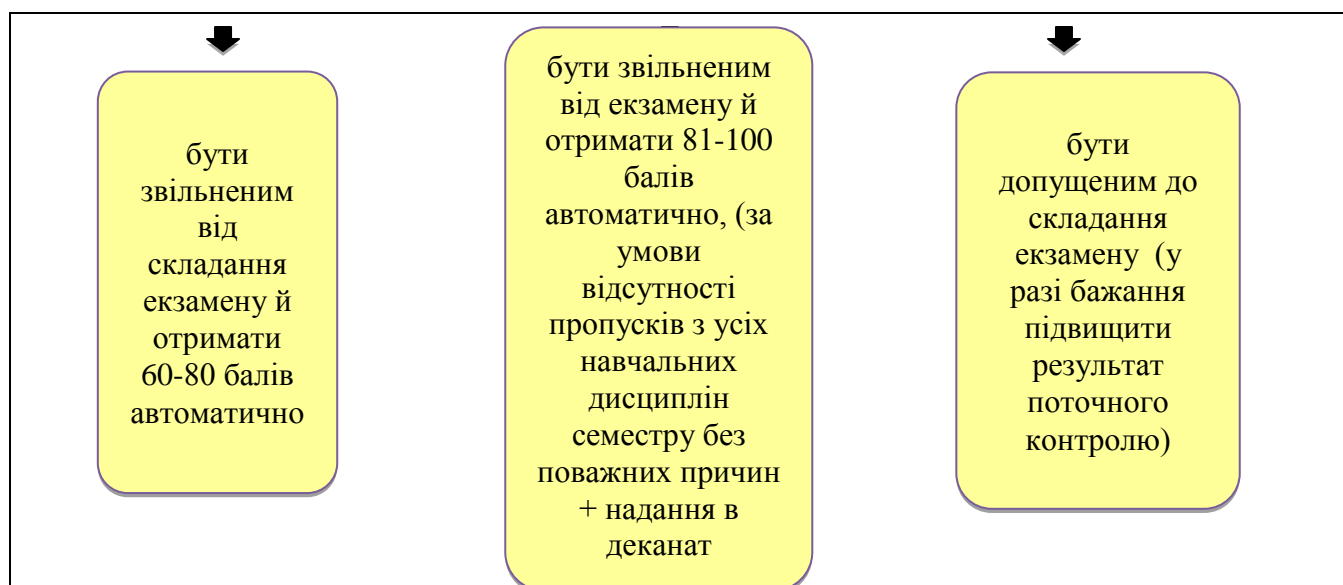 бути
звільненим
від
складання
екзамену й
отримати
60-80 балів
автоматично
бути звільненим
від екзамену й
отримати 81-100
балів
автоматично, (за
умови
відсутності
пропусків з усіх
навчальних
дисциплін
семестру без
поважних причин
+ надання в
деканат
бути
допущеним до
складання
екзамену (у
разі бажання
підвищити
результат
поточного
контролю)